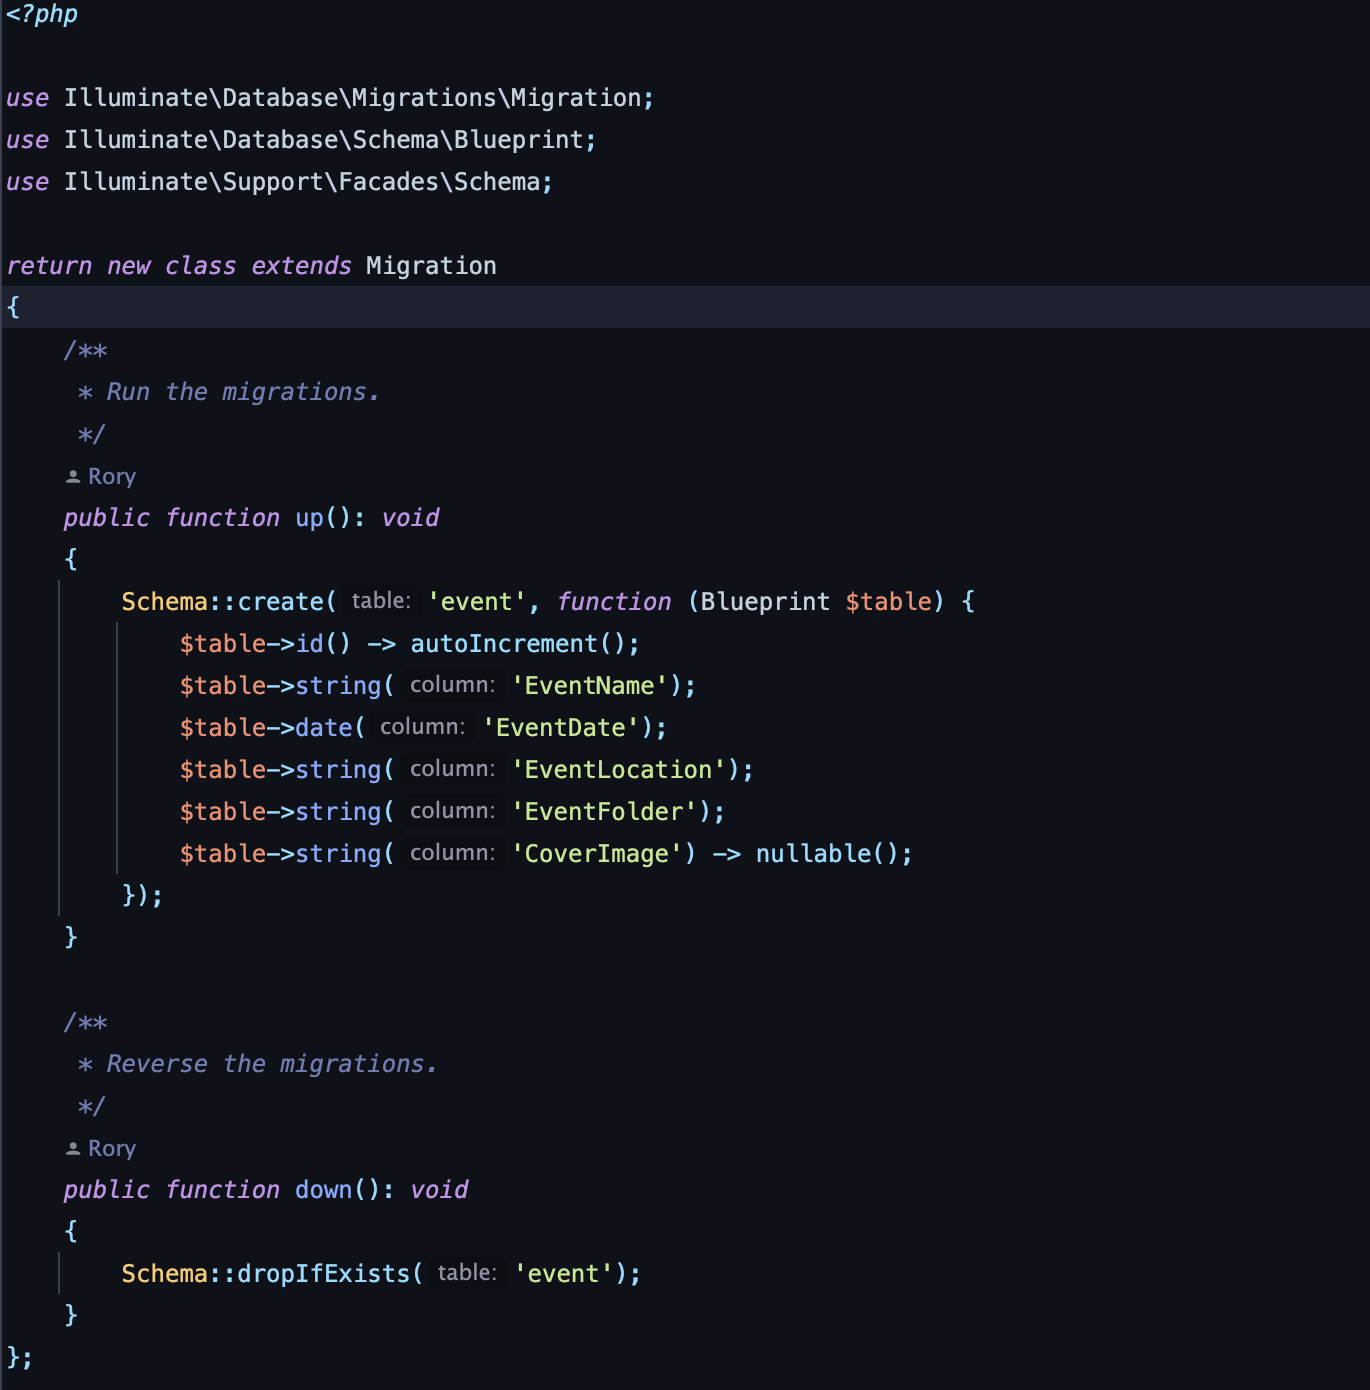 <?php
use Illuminate\Database\Migrations\Migration;
use Illuminate\Database\Schema\Blueprint;
use Illuminate\Support\Facades\Schema;
return new class extends Migration
{
    /**
     * Run the migrations.
     */
    Rory
    public function up(): void
    {
        Schema::create( table: 'event', function (Blueprint $table) {
            $table->id() -> autoIncrement();
            $table->string( column: 'EventName');
            $table->date( column: 'EventDate');
            $table->string( column: 'EventLocation');
            $table->string( column: 'EventFolder');
            $table->string( column: 'CoverImage') -> nullable();
        });
    }
    /**
     * Reverse the migrations.
     */
    Rory
    public function down(): void
    {
        Schema::dropIfExists( table: 'event');
    }
};